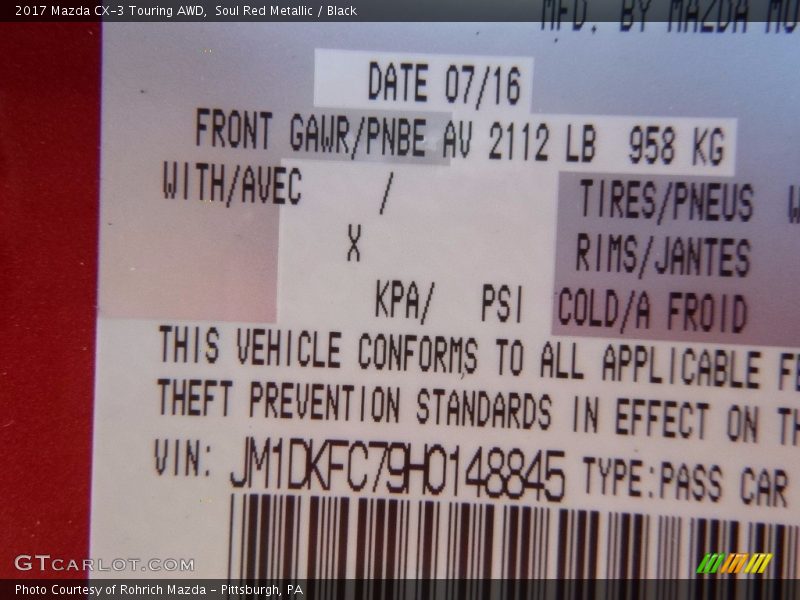 2017 Mazda CX-3 Touring AWD, Soul Red Metallic / Black
MFD. BY MAZDA
DATE 07/16
FRONT GAWR/PNBE AV 2112 LB 958 KG
WITH/AVEC / TIRES/PNEUS
X RIMS/JANTES
KPA/ PSI COLD/A FROID
THIS VEHICLE CONFORMS TO ALL APPLICABLE
THEFT PREVENTION STANDARDS IN EFFECT ON
VIN: JM1DKFC79H0148845 TYPE:PASS CAR
GTCARLOT.COM
Photo Courtesy of Rohrich Mazda - Pittsburgh, PA